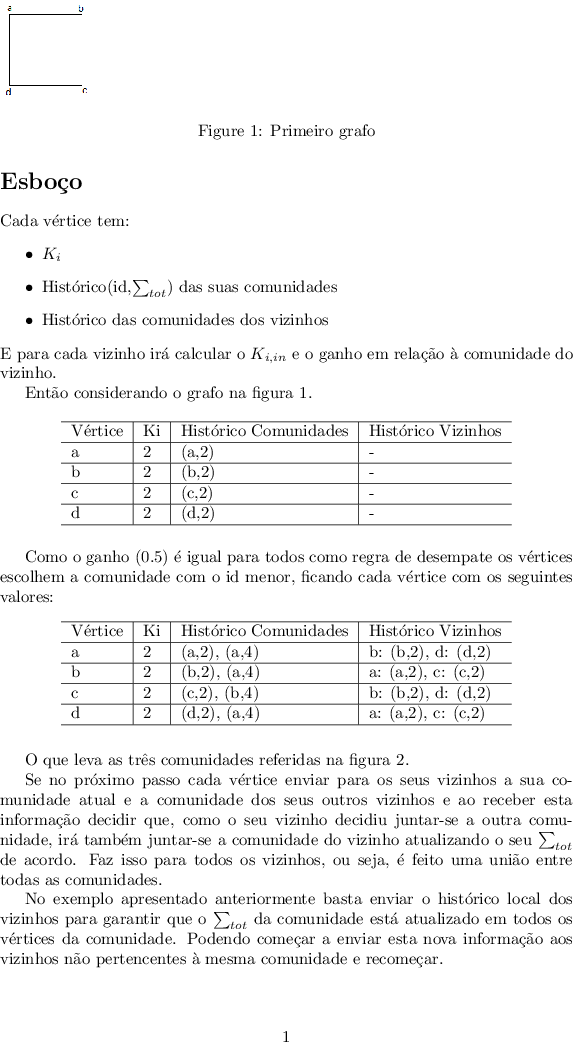 a b
d c
Figure 1: Primeiro grafo
Esboço
Cada vértice tem:
• K_i
• Histórico(id,∑_tot) das suas comunidades
• Histórico das comunidades dos vizinhos
E para cada vizinho irá calcular o K_i,in e o ganho em relação à comunidade do
vizinho.
Então considerando o grafo na figura 1.
Vértice Ki Histórico Comunidades Histórico Vizinhos
a 2 (a,2) -
b 2 (b,2) -
c 2 (c,2) -
d 2 (d,2) -
Como o ganho (0.5) é igual para todos como regra de desempate os vértices
escolhem a comunidade com o id menor, ficando cada vértice com os seguintes
valores:
Vértice Ki Histórico Comunidades Histórico Vizinhos
a 2 (a,2), (a,4) b: (b,2), d: (d,2)
b 2 (b,2), (a,4) a: (a,2), c: (c,2)
c 2 (c,2), (b,4) b: (b,2), d: (d,2)
d 2 (d,2), (a,4) a: (a,2), c: (c,2)
O que leva as três comunidades referidas na figura 2.
Se no próximo passo cada vértice enviar para os seus vizinhos a sua co-
munidade atual e a comunidade dos seus outros vizinhos e ao receber esta
informação decidir que, como o seu vizinho decidiu juntar-se a outra comu-
nidade, irá também juntar-se a comunidade do vizinho atualizando o seu ∑_tot
de acordo. Faz isso para todos os vizinhos, ou seja, é feito uma união entre
todas as comunidades.
No exemplo apresentado anteriormente basta enviar o histórico local dos
vizinhos para garantir que o ∑_tot da comunidade está atualizado em todos os
vértices da comunidade. Podendo começar a enviar esta nova informação aos
vizinhos não pertencentes à mesma comunidade e recomeçar.
1